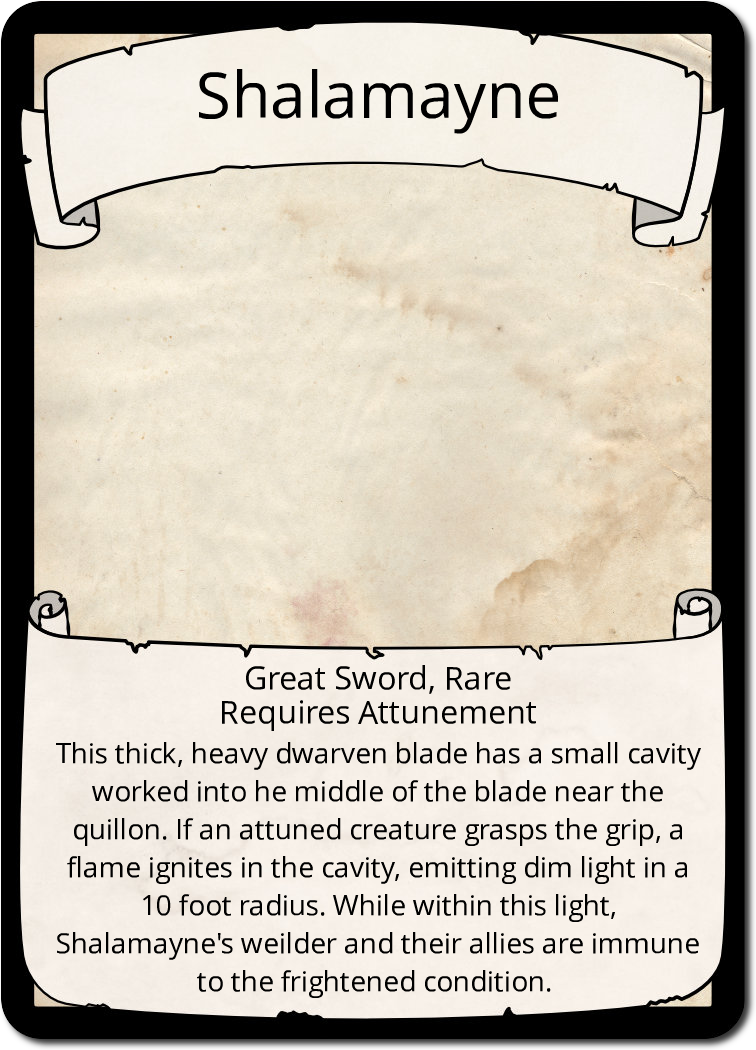 Shalamayne
Great Sword, Rare
Requires Attunement
This thick, heavy dwarven blade has a small cavity
worked into he middle of the blade near the
quillon. If an attuned creature grasps the grip, a
flame ignites in the cavity, emitting dim light in a
10 foot radius. While within this light,
Shalamayne's weilder and their allies are immune
to the frightened condition.